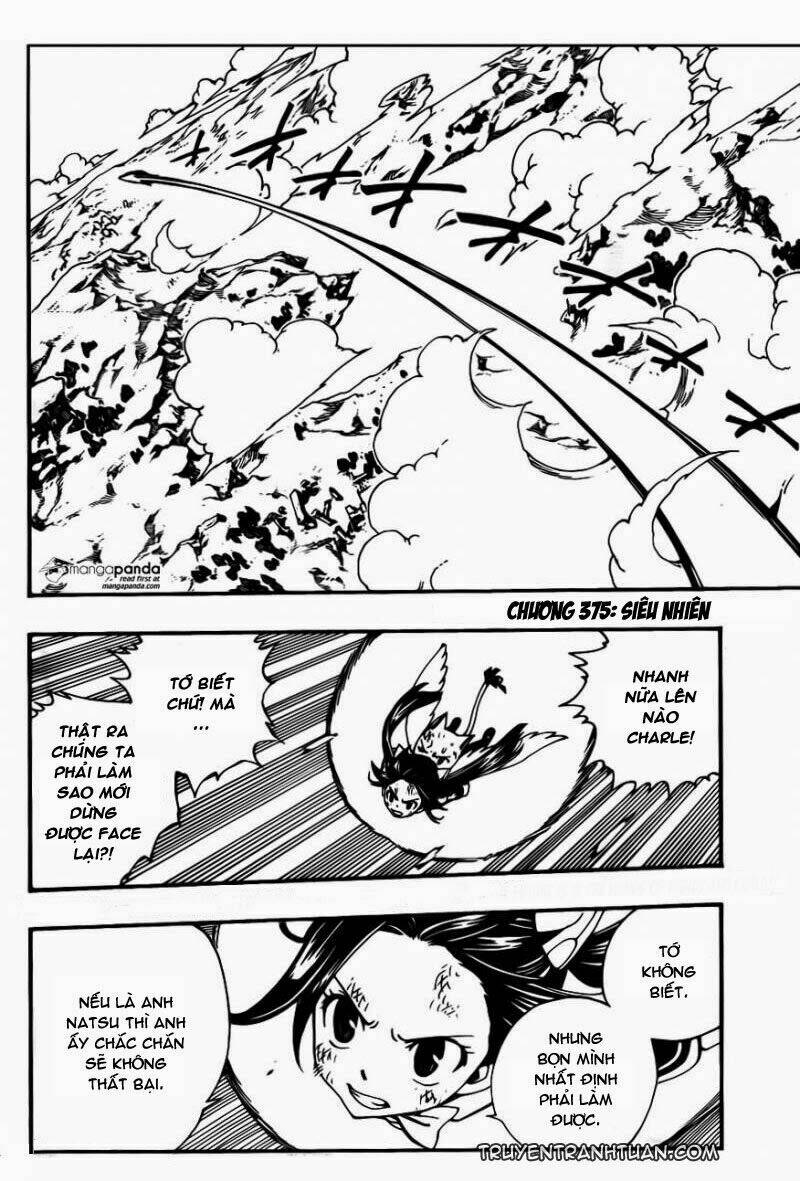 mangapanda
read first at
mangapanda.com
CHƯƠNG 375: SIÊU NHIÊN
NHANH
NỮA LÊN
NÀO
CHARLE!
TỚ BIẾT
CHỨ! MÀ
...
THẬT RA
CHÚNG TA
PHẢI LÀM
SAO MỚI
DỪNG
ĐƯỢC FACE
LẠI?!
TỚ
KHÔNG
BIẾT.
NHƯNG
BỌN MÌNH
NHẤT ĐỊNH
PHẢI LÀM
ĐƯỢC.
NẾU LÀ ANH
NATSU THÌ ANH
ẤY CHẮC CHẮN
SẼ KHÔNG
THẤT BẠI.
TRUYENTRANHTUAN.COM